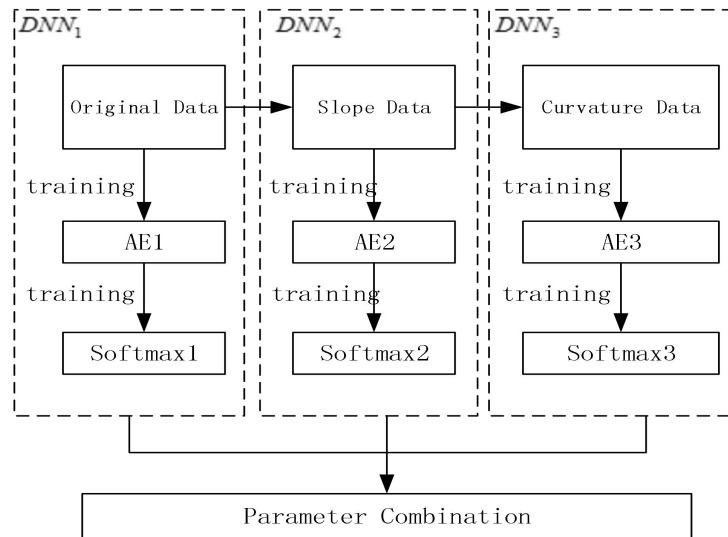 DNN₁
DNN₂
DNN₃
Original Data
Slope Data
Curvature Data
training
training
training
AE1
AE2
AE3
training
training
training
Softmax1
Softmax2
Softmax3
Parameter Combination